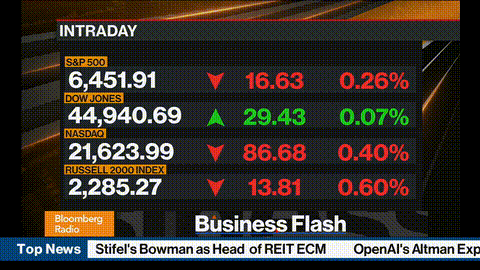 INTRADAY
S&P 500
6,451.91 16.63 0.26%
DOW JONES
44,940.69 29.43 0.07%
NASDAQ
21,623.99 86.68 0.40%
RUSSELL 2000 INDEX
2,285.27 13.81 0.60%
Bloomberg
Radio
Business Flash
Top News Stifel's Bowman as Head of REIT ECM OpenAI's Altman Exp